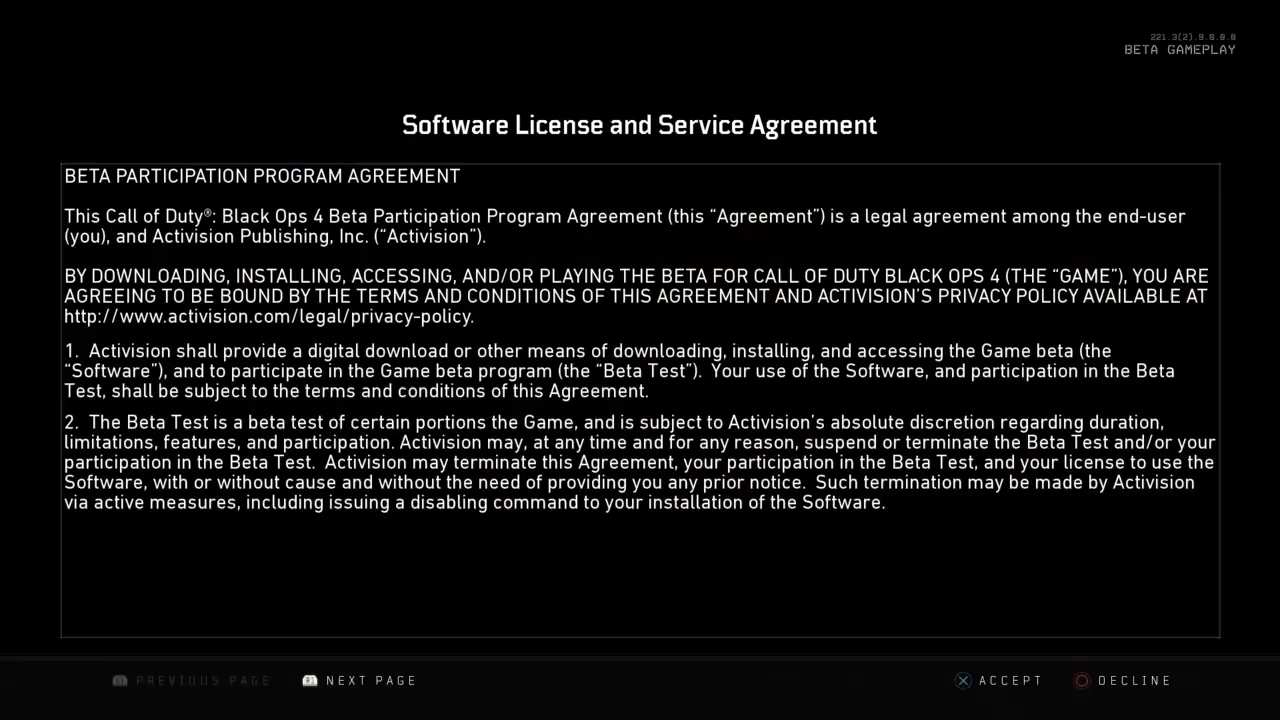 221.3(2).9.0.0.0
BETA GAMEPLAY
Software License and Service Agreement
BETA PARTICIPATION PROGRAM AGREEMENT
This Call of Duty®: Black Ops 4 Beta Participation Program Agreement (this “Agreement”) is a legal agreement among the end-user
(you), and Activision Publishing, Inc. (“Activision”).
BY DOWNLOADING, INSTALLING, ACCESSING, AND/OR PLAYING THE BETA FOR CALL OF DUTY BLACK OPS 4 (THE “GAME”), YOU ARE
AGREEING TO BE BOUND BY THE TERMS AND CONDITIONS OF THIS AGREEMENT AND ACTIVISION’S PRIVACY POLICY AVAILABLE AT
http://www.activision.com/legal/privacy-policy.
1.  Activision shall provide a digital download or other means of downloading, installing, and accessing the Game beta (the
“Software”), and to participate in the Game beta program (the “Beta Test”).  Your use of the Software, and participation in the Beta
Test, shall be subject to the terms and conditions of this Agreement.
2.  The Beta Test is a beta test of certain portions the Game, and is subject to Activision’s absolute discretion regarding duration,
limitations, features, and participation. Activision may, at any time and for any reason, suspend or terminate the Beta Test and/or your
participation in the Beta Test.  Activision may terminate this Agreement, your participation in the Beta Test, and your license to use the
Software, with or without cause and without the need of providing you any prior notice.  Such termination may be made by Activision
via active measures, including issuing a disabling command to your installation of the Software.
L1 PREVIOUS PAGE R1 NEXT PAGE ACCEPT DECLINE